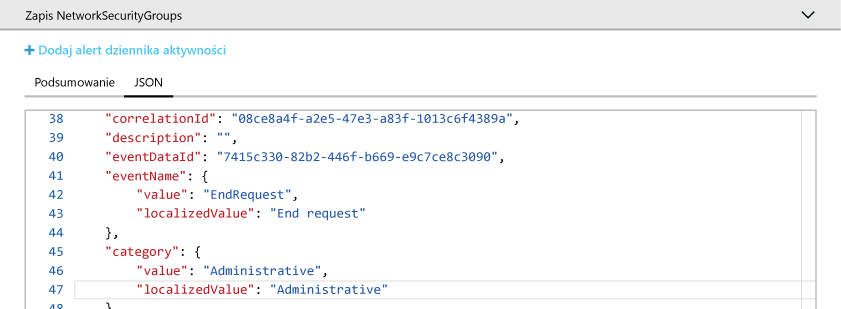 Zapis NetworkSecurityGroups
+ Dodaj alert dziennika aktywności
Podsumowanie JSON
38 "correlationId": "08ce8a4f-a2e5-47e3-a83f-1013c6f4389a",
39 "description": "",
40 "eventDataId": "7415c330-82b2-446f-b669-e9c7ce8c3090",
41 "eventName": {
42 "value": "EndRequest",
43 "localizedValue": "End request"
44 },
45 "category": {
46 "value": "Administrative",
47 "localizedValue": "Administrative"
48 }